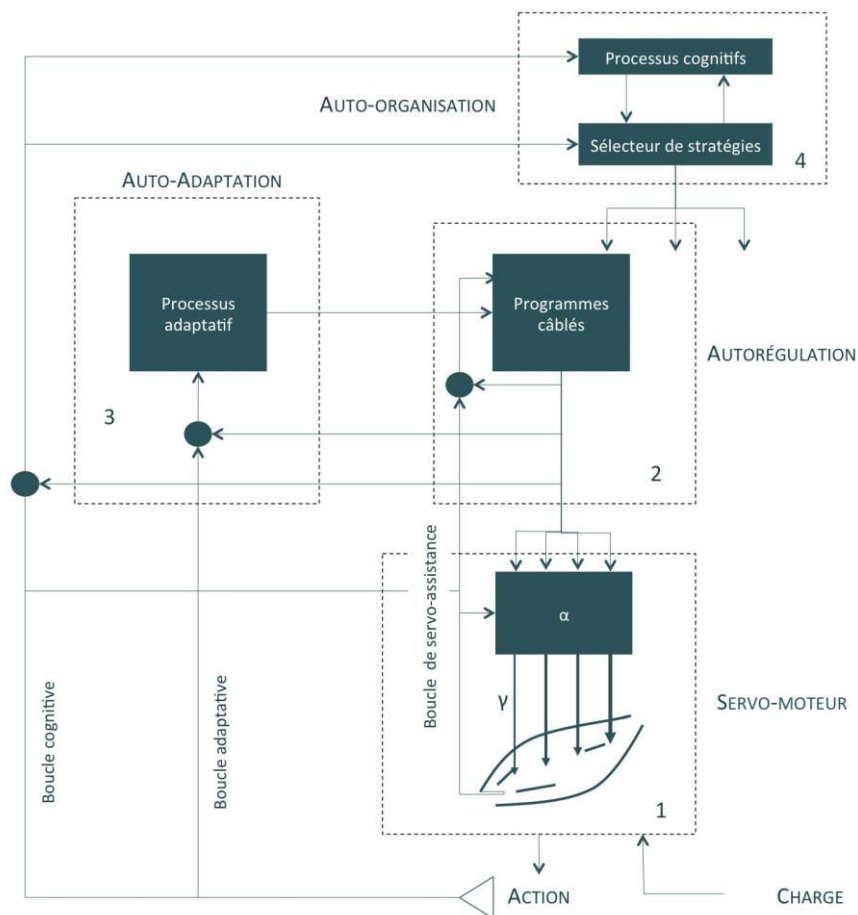 Processus cognitifs
AUTO-ORGANISATION
Sélecteur de stratégies
4
AUTO-ADAPTATION
Processus
adaptatif
3
Programmes
câblés
AUTORÉGULATION
2
Boucle cognitive
Boucle adaptative
Boucle de servo-assistance
α
γ
SERVO-MOTEUR
1
ACTION
CHARGE